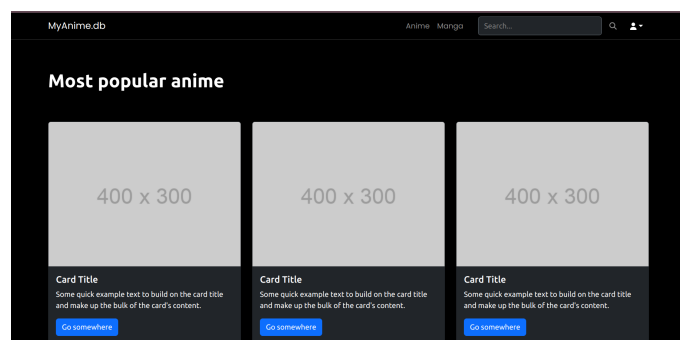 MyAnime.db
Anime Manga Search...
Most popular anime
400 x 300
400 x 300
400 x 300
Card Title
Some quick example text to build on the card title
and make up the bulk of the card's content.
Go somewhere
Card Title
Some quick example text to build on the card title
and make up the bulk of the card's content.
Go somewhere
Card Title
Some quick example text to build on the card title
and make up the bulk of the card's content.
Go somewhere